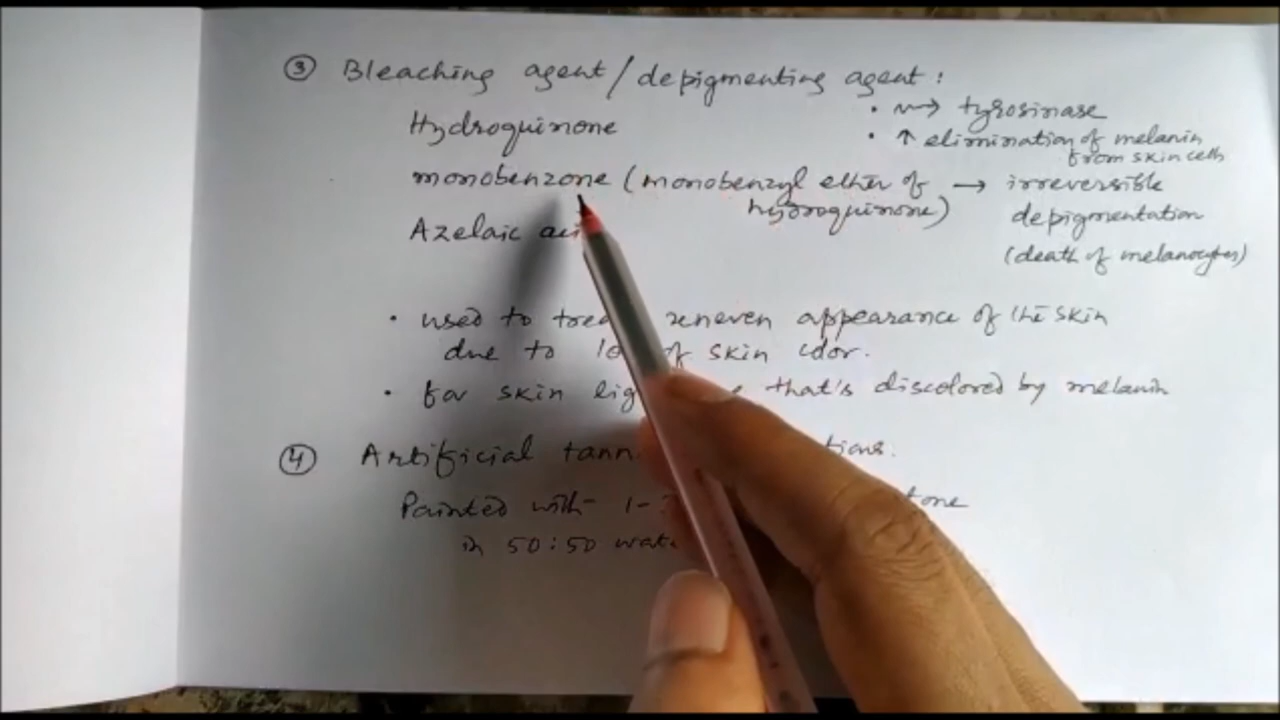 ③ Bleaching agent/depigmenting agent:
Hydroquinone
• → tyrosinase
• ↑ elimination of melanin
from skin cells
monobenzone (monobenzyl ether of
hydroquinone)
→ irreversible
depigmentation
(death of melanocytes)
Azelaic
• used to uneven appearance of the skin
due to of skin color.
• for skin that's discolored by melanin
④ Artificial
Painted with 1-
in 50:50